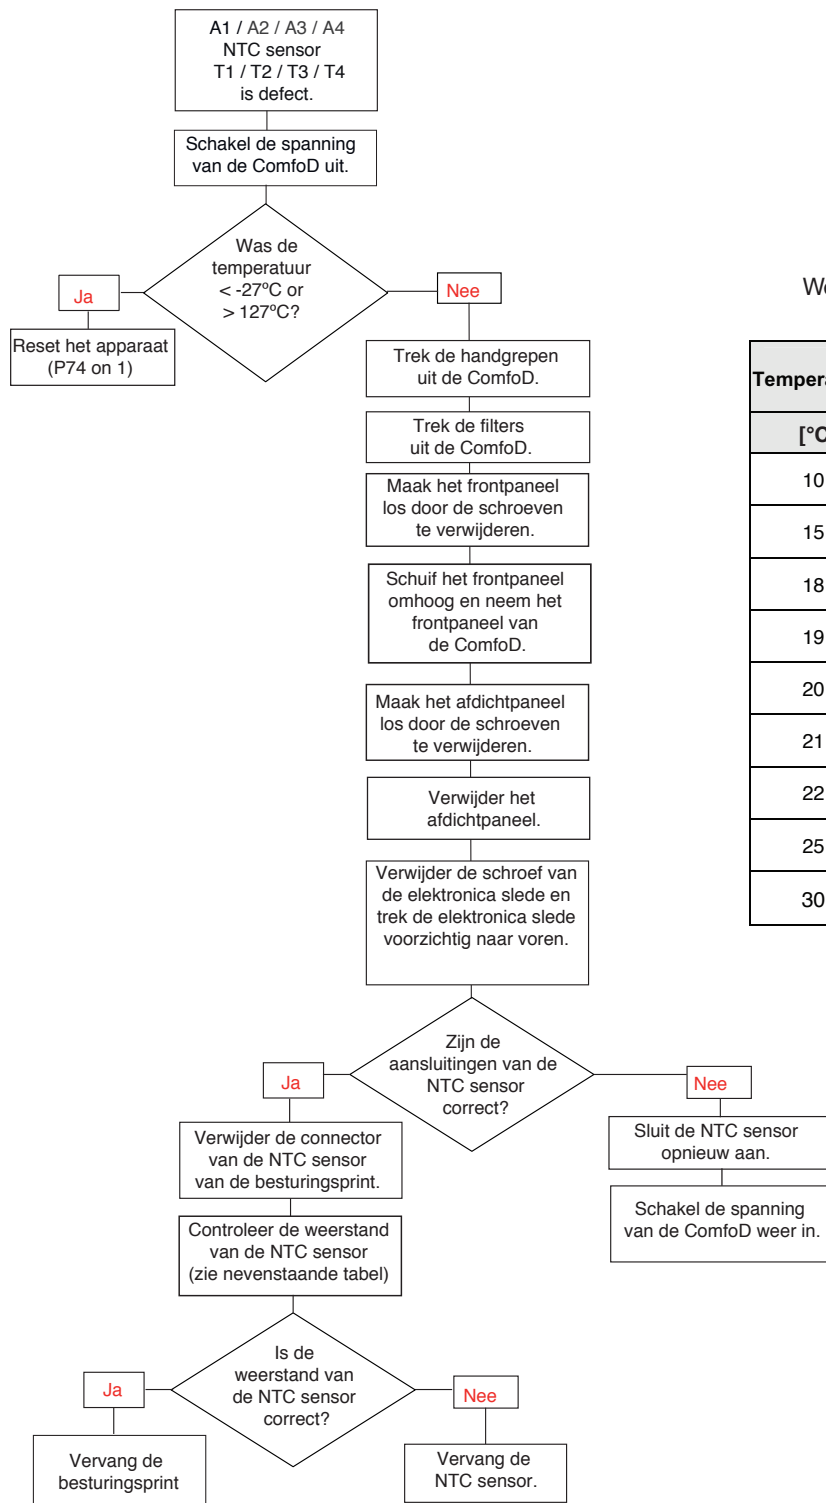 A1 / A2 / A3 / A4
NTC sensor
T1 / T2 / T3 / T4
is defect.
Schakel de spanning
van de ComfoD uit.
Was de
temperatuur
< -27ºC or
> 127ºC?
Ja
Nee
Reset het apparaat
(P74 on 1)
Trek de handgrepen
uit de ComfoD.
Trek de filters
uit de ComfoD.
Maak het frontpaneel
los door de schroeven
te verwijderen.
Schuif het frontpaneel
omhoog en neem het
frontpaneel van
de ComfoD.
Maak het afdichtpaneel
los door de schroeven
te verwijderen.
Verwijder het
afdichtpaneel.
Verwijder de schroef van
de elektronica slede en
trek de elektronica slede
voorzichtig naar voren.
Zijn de
aansluitingen van de
NTC sensor
correct?
Ja
Nee
Verwijder de connector
van de NTC sensor
van de besturingsprint.
Controleer de weerstand
van de NTC sensor
(zie nevenstaande tabel)
Sluit de NTC sensor
opnieuw aan.
Schakel de spanning
van de ComfoD weer in.
Is de
weerstand van
de NTC sensor
correct?
Ja
Nee
Vervang de
besturingsprint
Vervang de
NTC sensor.
We
Tempera
[°C
10
15
18
19
20
21
22
25
30